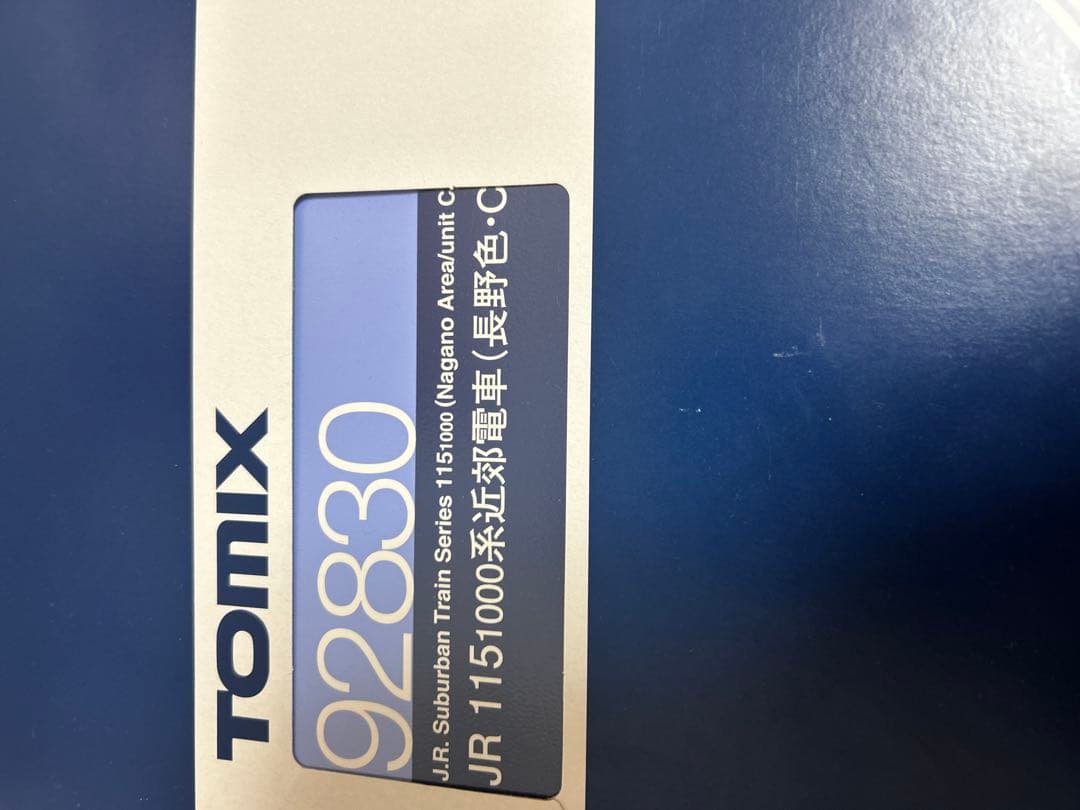 TOMIX
92830
J.R. Suburban Train Series 1151000 (Nagano Area/unit C
JR 1151000系近郊電車(長野色・C